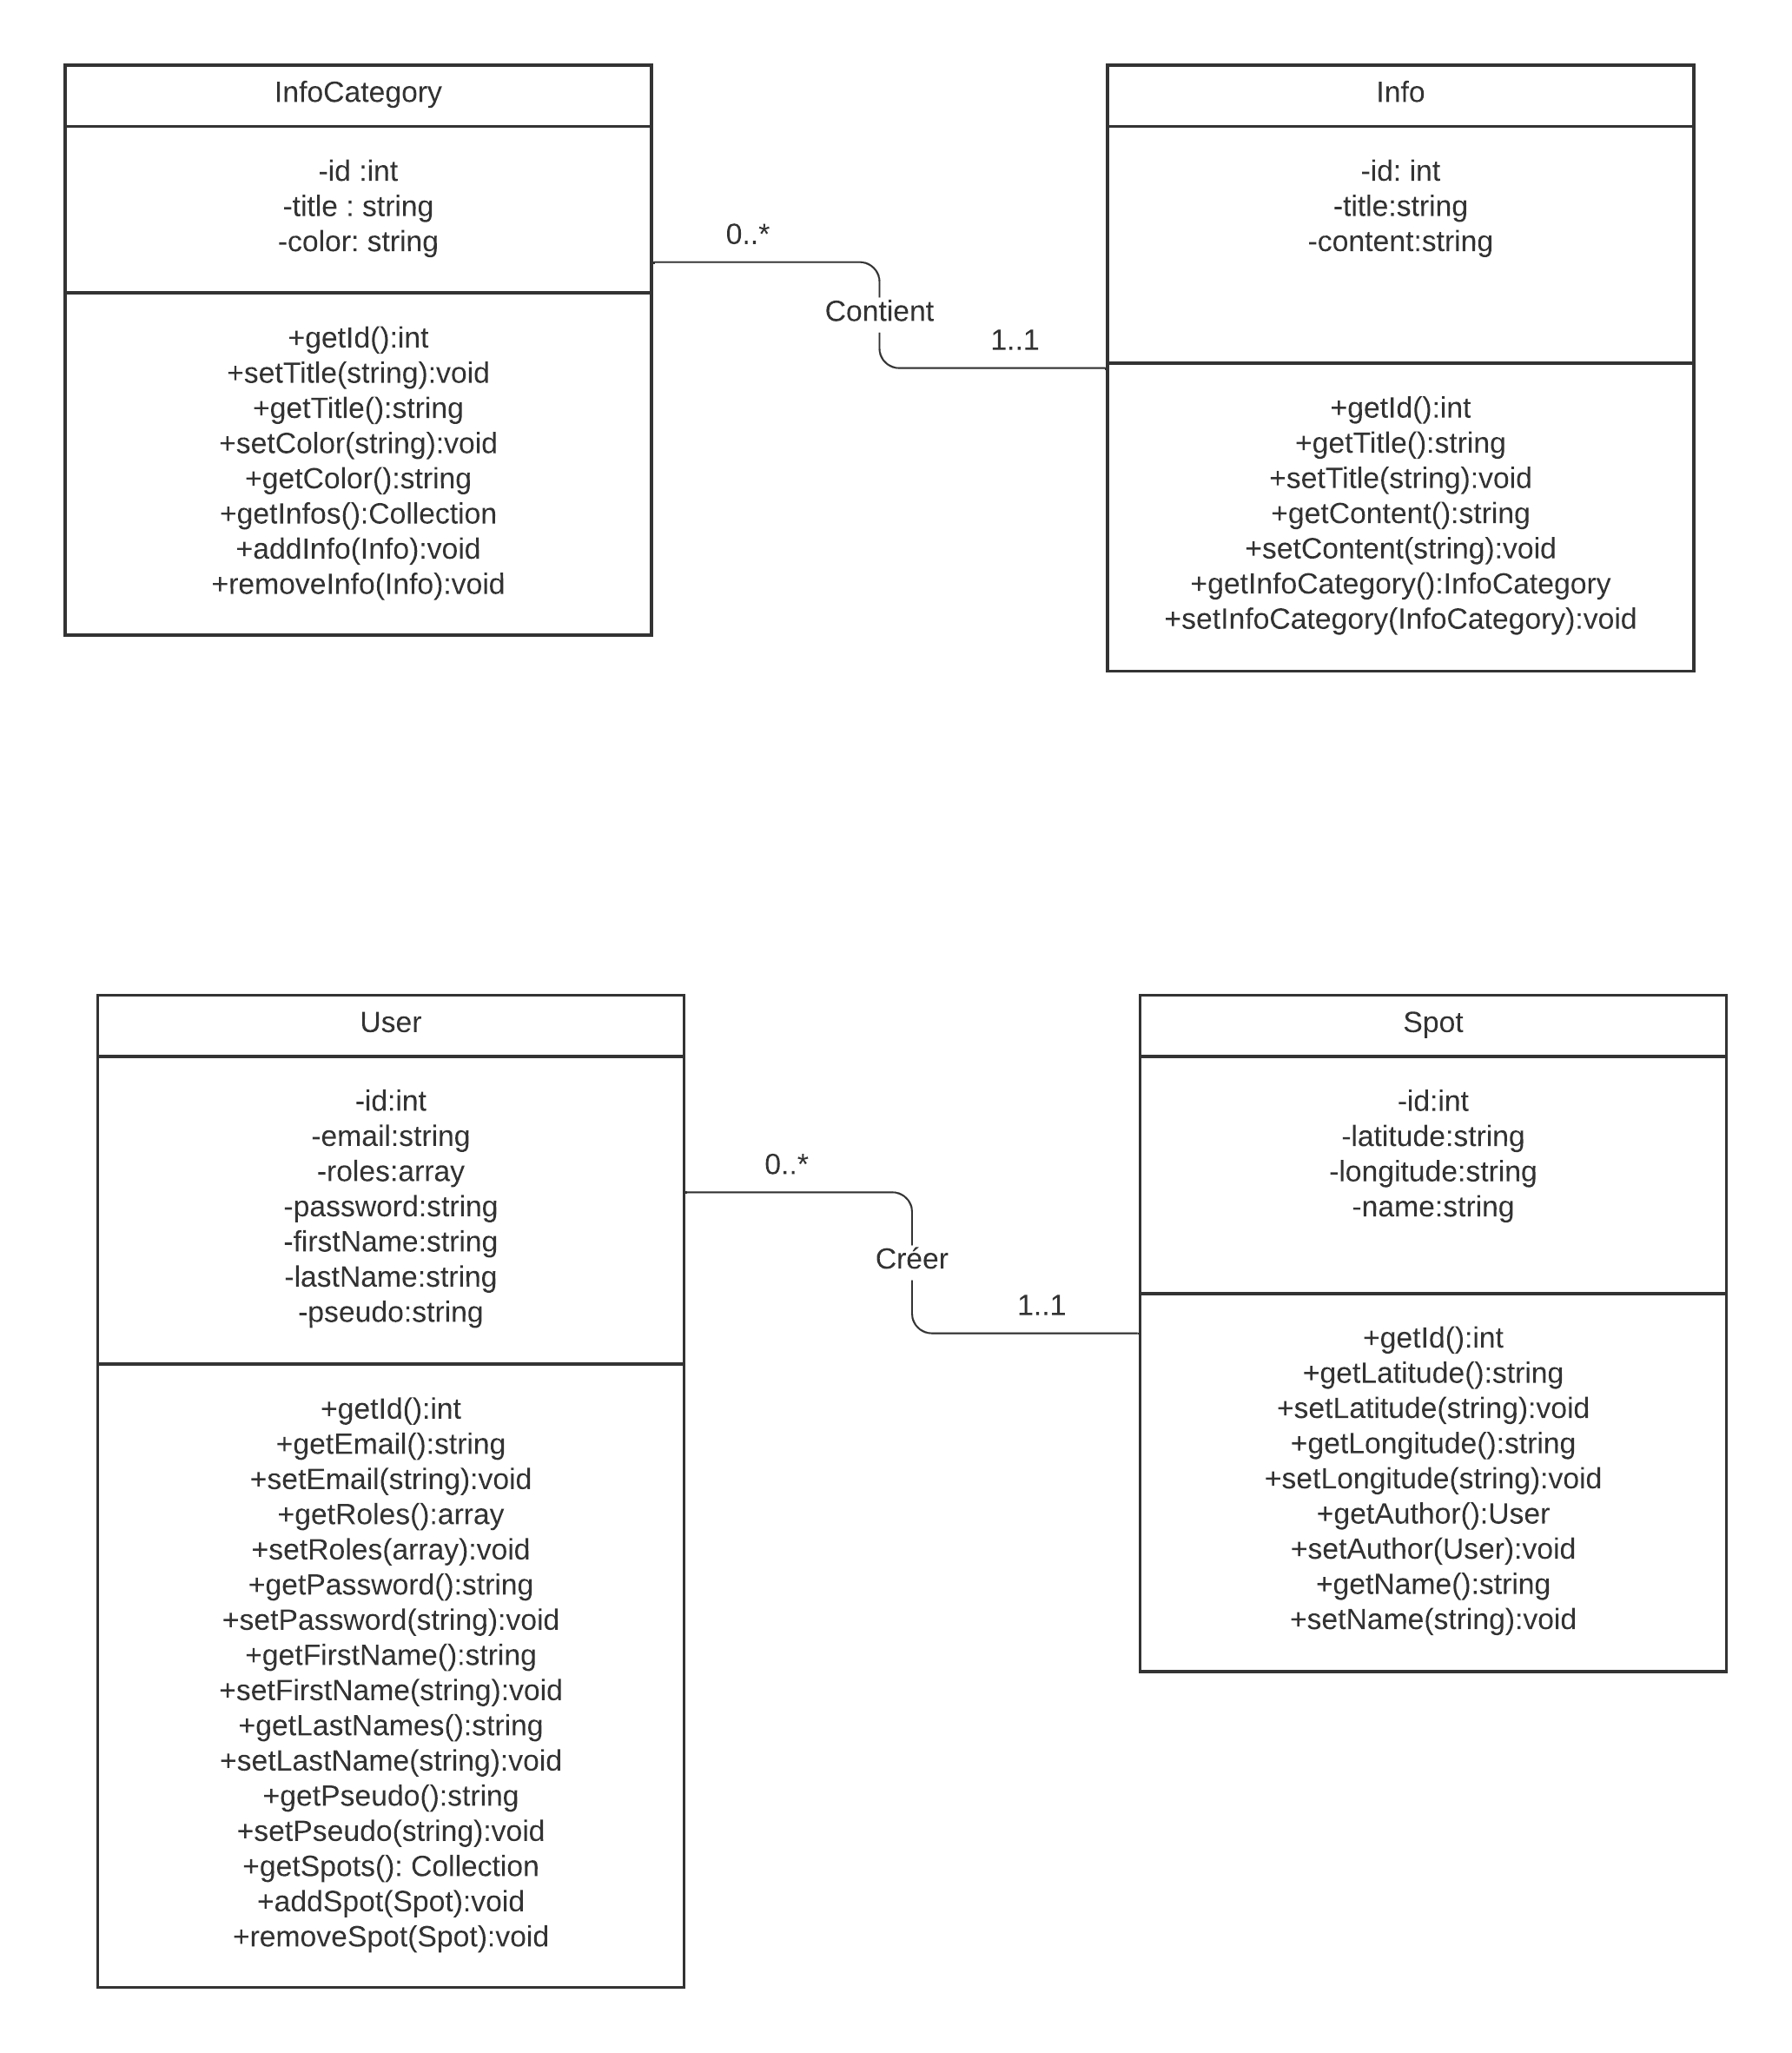 InfoCategory
-id :int
-title : string
-color: string
+getId():int
+setTitle(string):void
+getTitle():string
+setColor(string):void
+getColor():string
+getInfos():Collection
+addInfo(Info):void
+removeInfo(Info):void
0..*
Contient
1..1
Info
-id: int
-title:string
-content:string
+getId():int
+getTitle():string
+setTitle(string):void
+getContent():string
+setContent(string):void
+getInfoCategory():InfoCategory
+setInfoCategory(InfoCategory):void
User
-id:int
-email:string
-roles:array
-password:string
-firstName:string
-lastName:string
-pseudo:string
+getId():int
+getEmail():string
+setEmail(string):void
+getRoles():array
+setRoles(array):void
+getPassword():string
+setPassword(string):void
+getFirstName():string
+setFirstName(string):void
+getLastNames():string
+setLastName(string):void
+getPseudo():string
+setPseudo(string):void
+getSpots(): Collection
+addSpot(Spot):void
+removeSpot(Spot):void
0..*
Créer
1..1
Spot
-id:int
-latitude:string
-longitude:string
-name:string
+getId():int
+getLatitude():string
+setLatitude(string):void
+getLongitude():string
+setLongitude(string):void
+getAuthor():User
+setAuthor(User):void
+getName():string
+setName(string):void